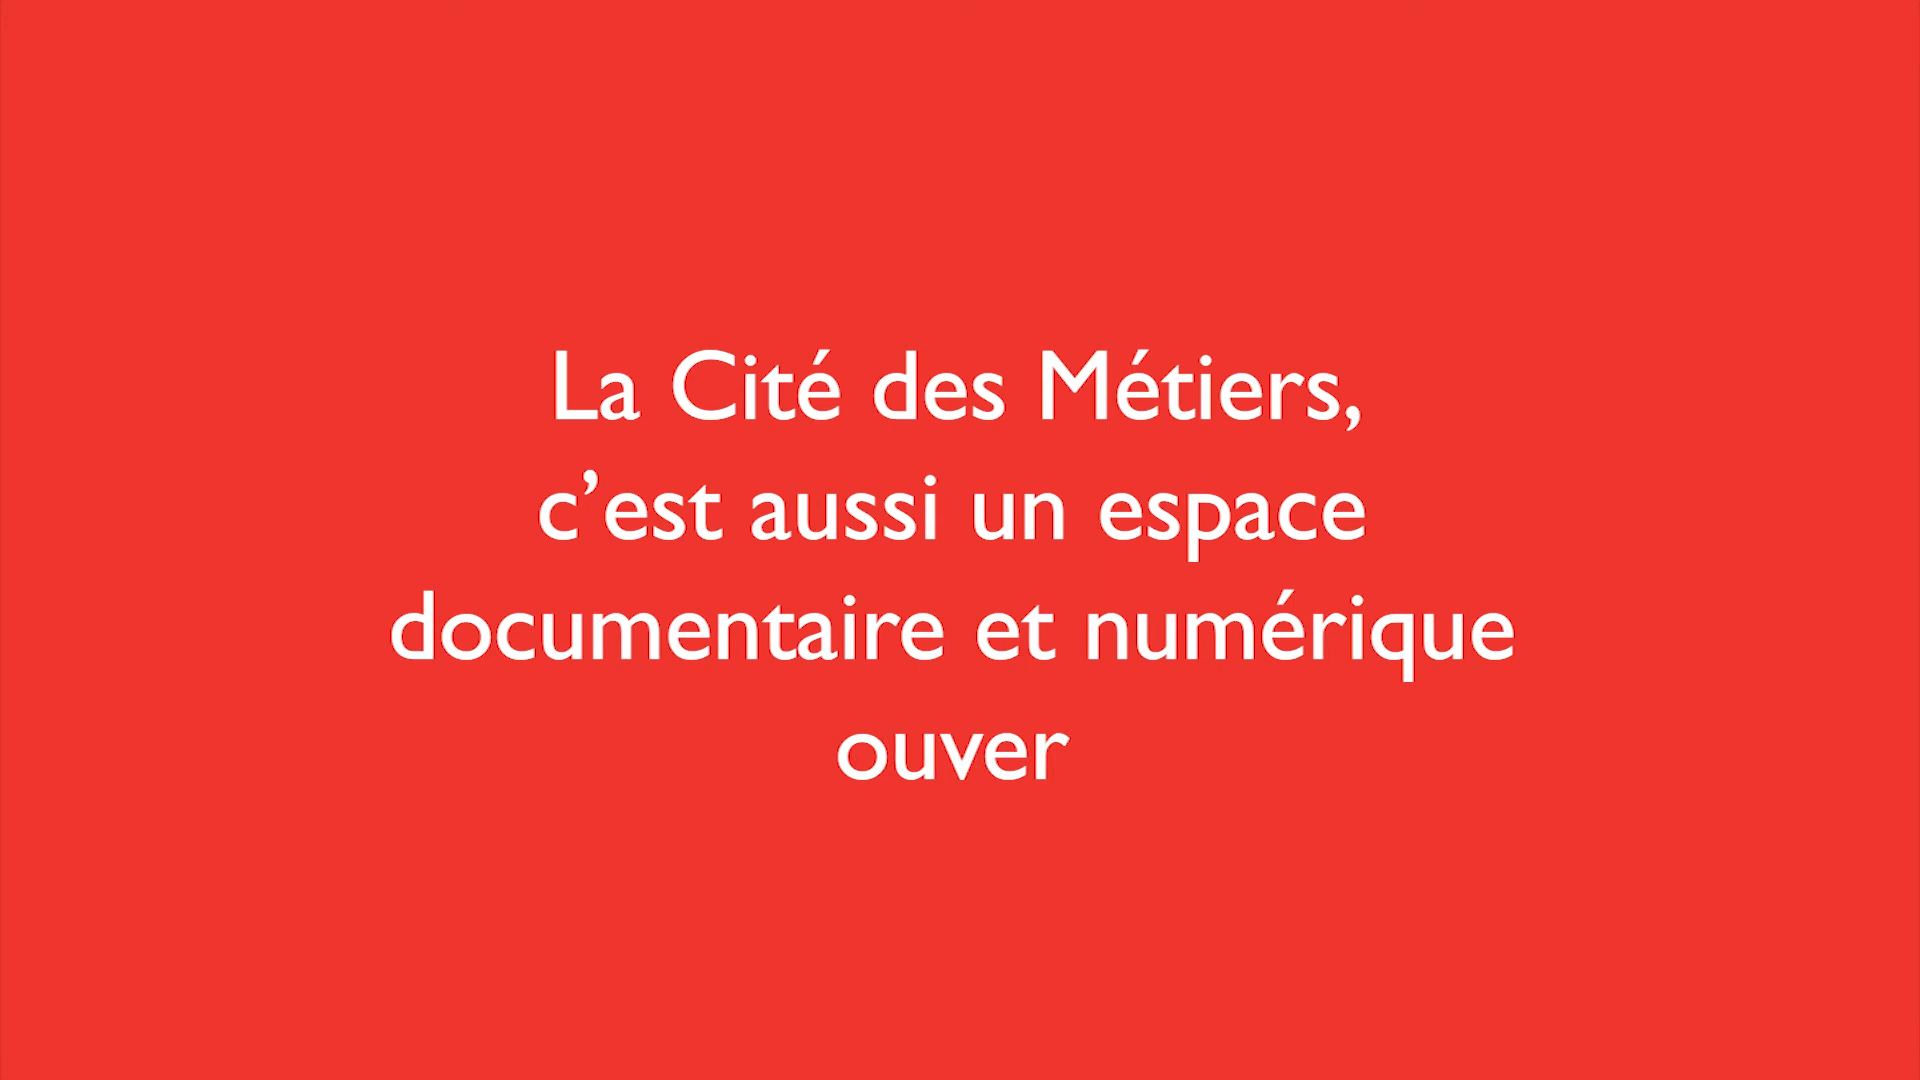 La Cité des Métiers,
c’est aussi un espace
documentaire et numérique
ouver